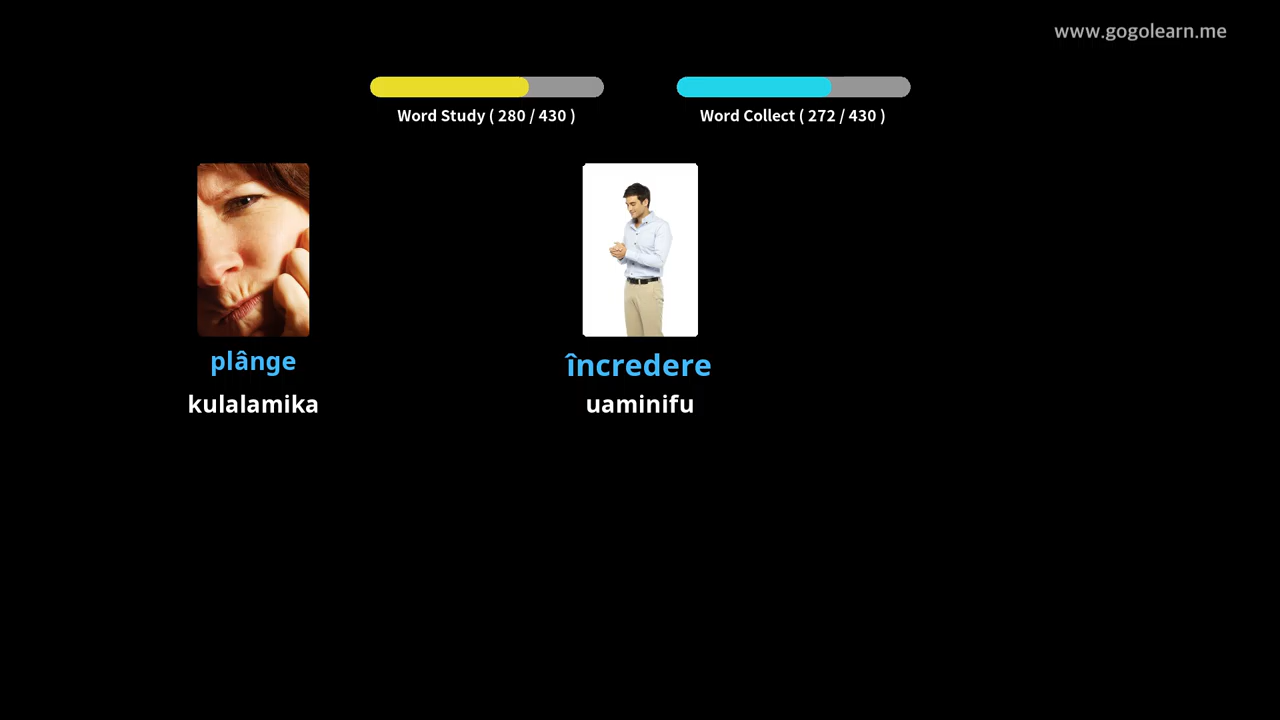 www.gogolearn.me
Word Study ( 280 / 430 )
Word Collect ( 272 / 430 )
plânge
încredere
kulalamika
uaminifu